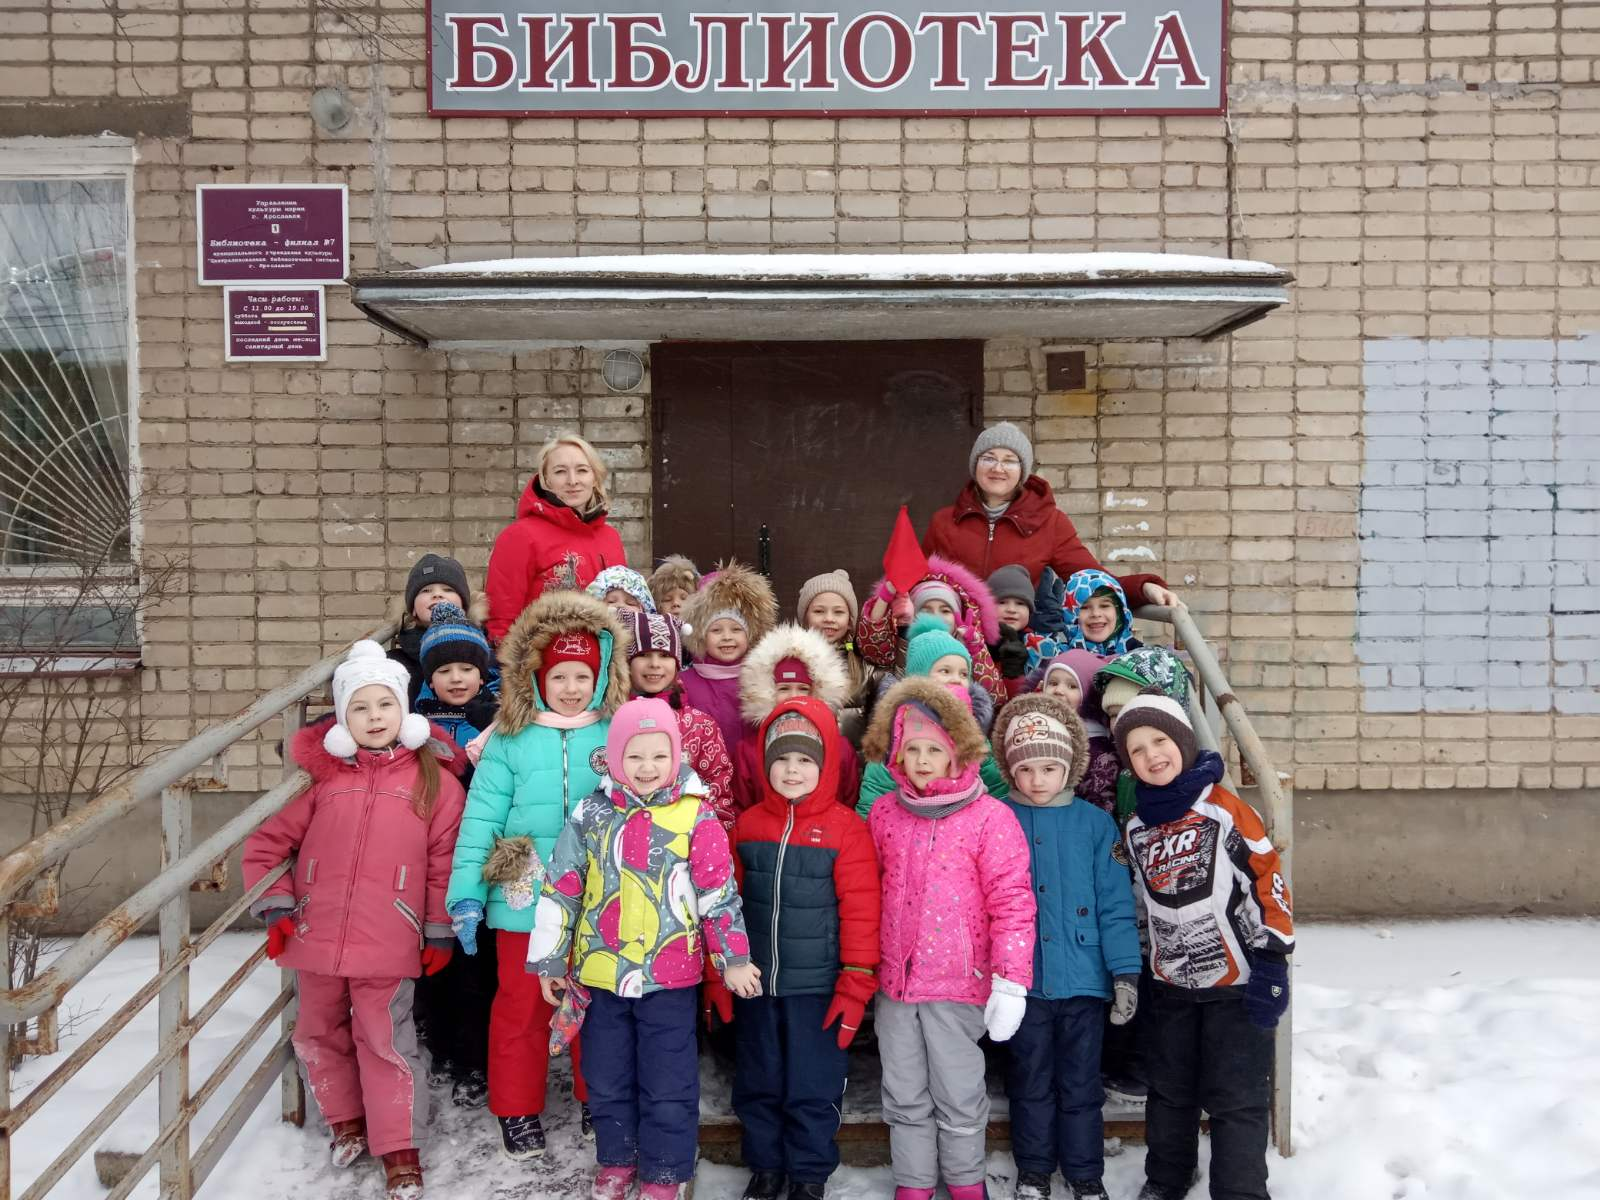 БИБЛИОТЕКА
Управление
культуры мэрии
г. Ярославля
Библиотека - филиал №7
муниципального учреждения культуры
"Централизованная библиотечная система
г. Ярославля"
Часы работы:
С 11.00 до 19.00
суббота
выходной - воскресенье
последний день месяца
санитарный день
FXR
RACING